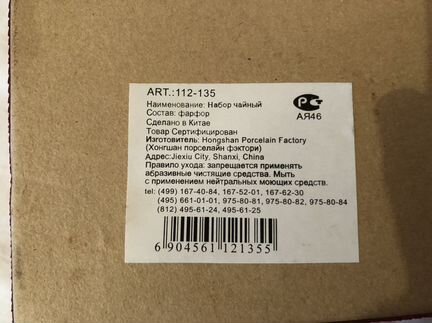 ART.:112-135
Наименование: Набор чайный
Состав: фарфор
Сделано в Китае
Товар Сертифицирован
Изготовитель: Hongshan Porcelain Factory
(Хонгшан порселайн фэктори)
Адрес:Jiexiu City, Shanxi, China
Правило ухода: запрещается применять
абразивные чистящие средства. Мыть
с применением нейтральных моющих средств.
tel: (499) 167-40-84, 167-52-01, 167-62-30
(495) 661-01-01, 975-80-81, 975-80-82, 975-80-84
(812) 495-61-24, 495-61-25
6 904561 121355
РСТ
АЯ46